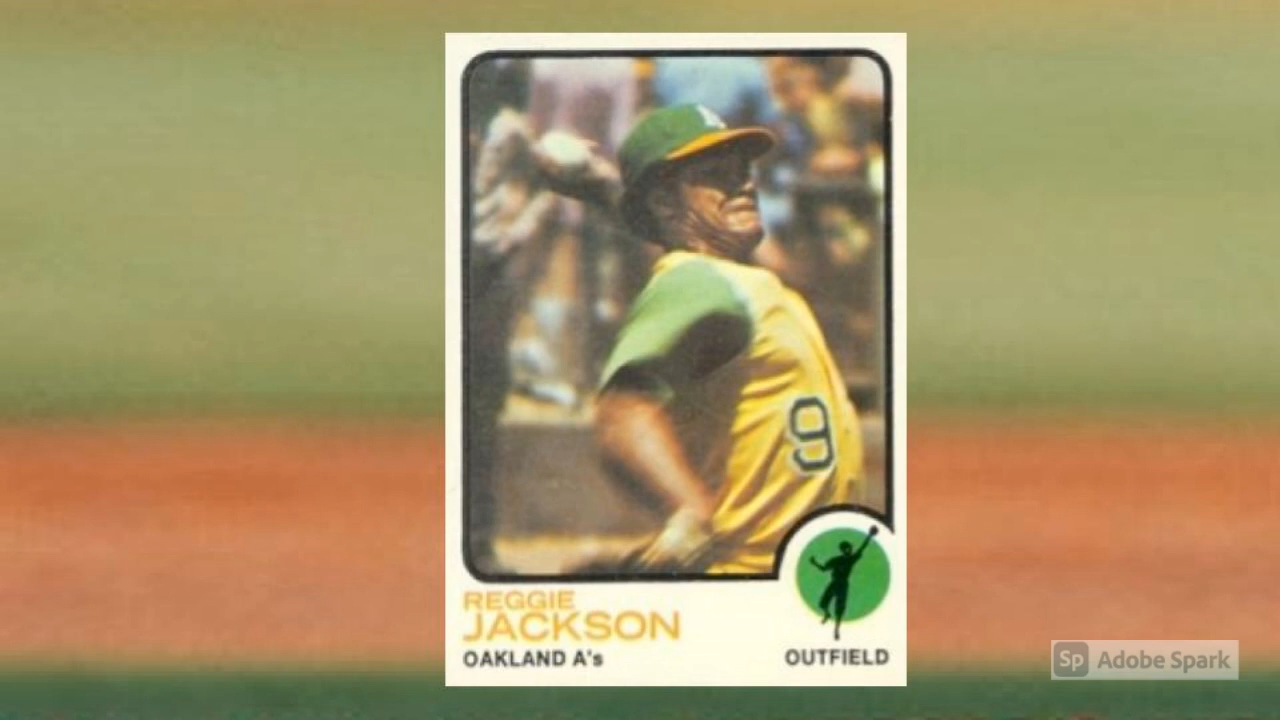 A
9
REGGIE
JACKSON
OAKLAND A's
OUTFIELD
Sp Adobe Spark